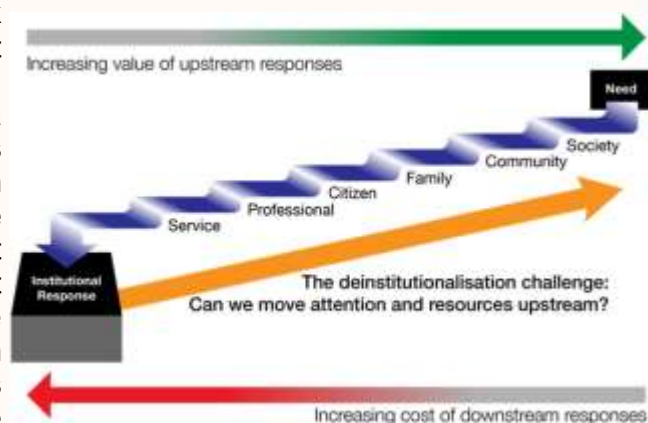 Increasing value of upstream responses
Need
Society
Community
Family
Citizen
Professional
Service
Institutional
Response
The deinstitutionalisation challenge:
Can we move attention and resources upstream?
Increasing cost of downstream responses